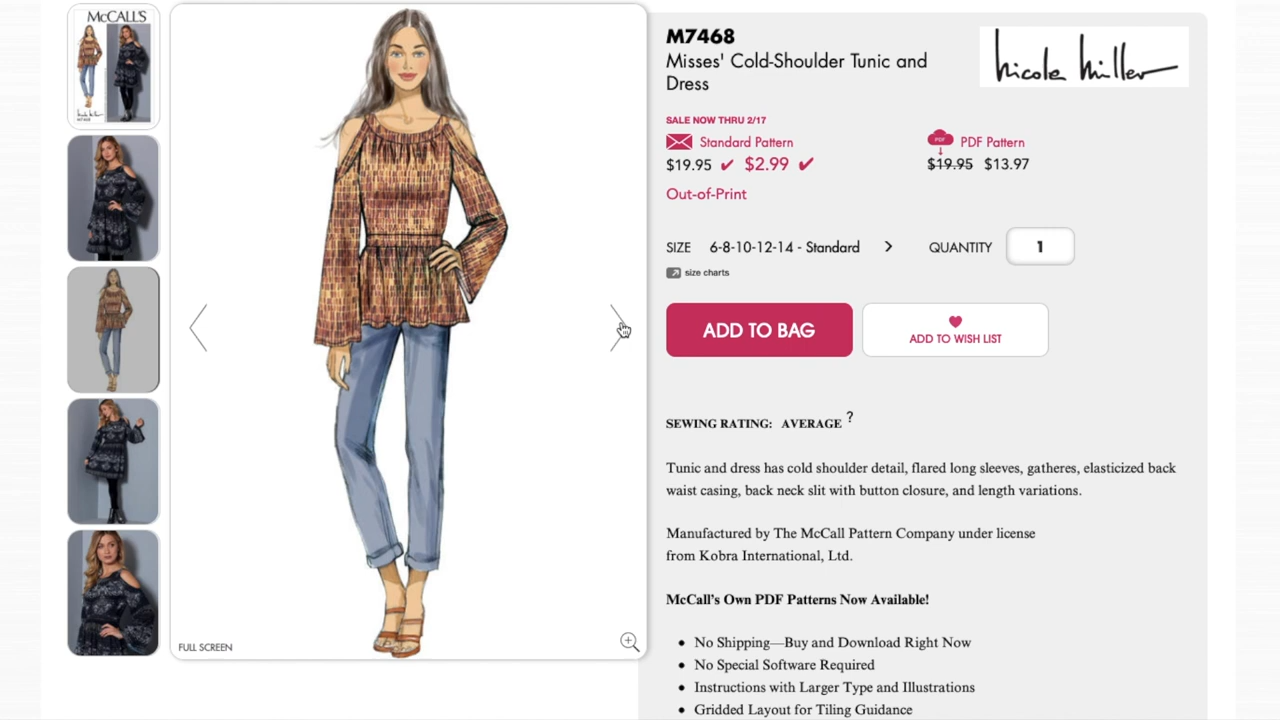 McCALL'S
nicole miller
M7468
M7468
Misses' Cold-Shoulder Tunic and
Dress
nicole miller
SALE NOW THRU 2/17
Standard Pattern
$19.95 ✔ $2.99 ✔
PDF
PDF Pattern
$19.95 $13.97
Out-of-Print
SIZE 6-8-10-12-14 - Standard > QUANTITY 1
size charts
ADD TO BAG
ADD TO WISH LIST
SEWING RATING: AVERAGE ?
Tunic and dress has cold shoulder detail, flared long sleeves, gatheres, elasticized back
waist casing, back neck slit with button closure, and length variations.
Manufactured by The McCall Pattern Company under license
from Kobra International, Ltd.
McCall's Own PDF Patterns Now Available!
• No Shipping—Buy and Download Right Now
• No Special Software Required
• Instructions with Larger Type and Illustrations
• Gridded Layout for Tiling Guidance
FULL SCREEN